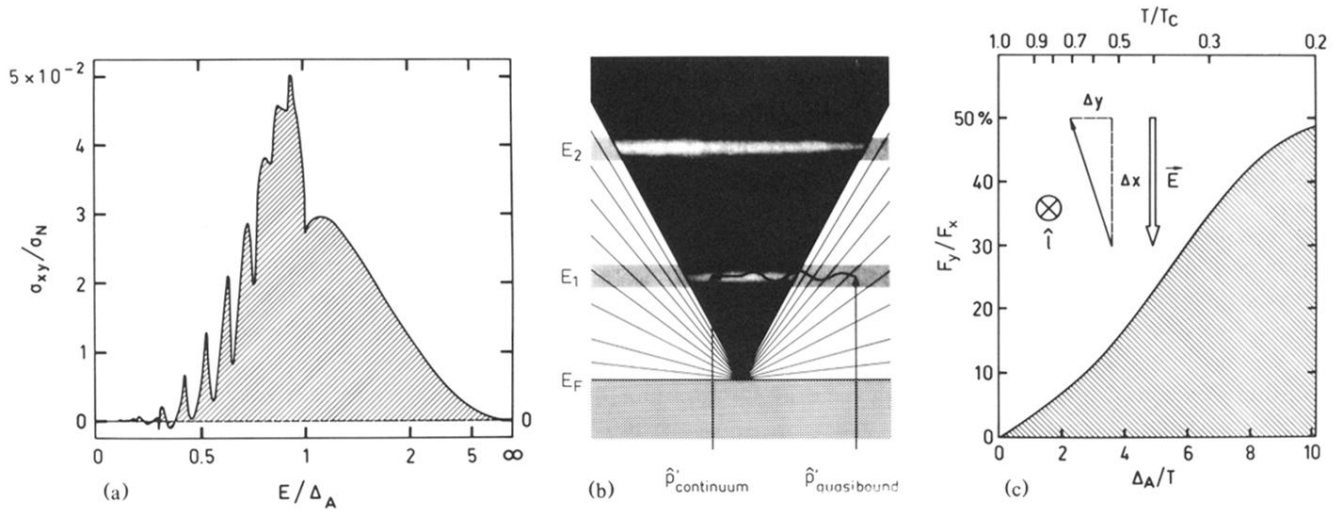 5 × 10⁻²
4
3
2
1
0
0
σxy/σN
0 0.5 1 2 5 ∞
(a) E/ΔA
E2
E1
EF
p̂'continuum p̂'quasibound
(b)
T/Tc
1.0 0.9 0.7 0.5 0.3 0.2
50 %
40
30
20
10
0
Fy/Fx
Δy
Δx
E⃗
l̂
0 2 4 6 8 10
(c) ΔA/T